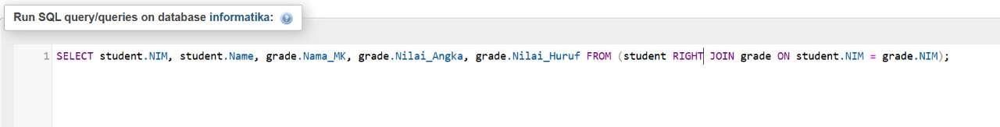 Run SQL query/queries on database informatika:
1 SELECT student.NIM, student.Name, grade.Nama_MK, grade.Nilai_Angka, grade.Nilai_Huruf FROM (student RIGHT JOIN grade ON student.NIM = grade.NIM);